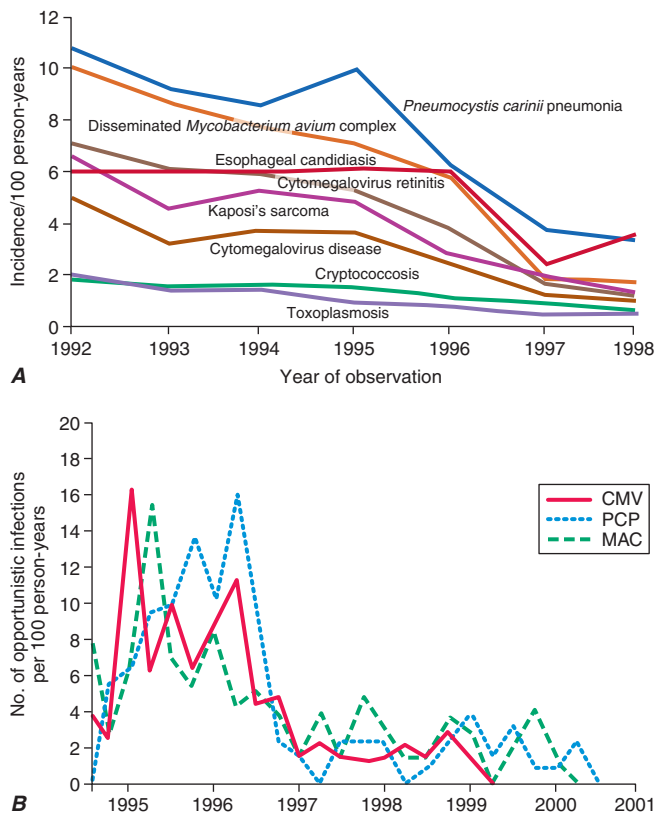 12
10
8
6
4
2
0
Incidence/100 person-years
Pneumocystis carinii pneumonia
Disseminated Mycobacterium avium complex
Esophageal candidiasis
Cytomegalovirus retinitis
Kaposi's sarcoma
Cytomegalovirus disease
Cryptococcosis
Toxoplasmosis
1992 1993 1994 1995 1996 1997 1998
A
Year of observation
20
18
16
14
12
10
8
6
4
2
0
No. of opportunistic infections
per 100 person-years
CMV
PCP
MAC
1995 1996 1997 1998 1999 2000 2001
B